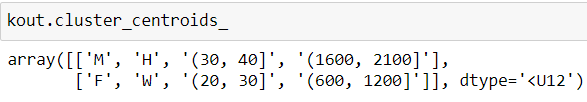 kout.cluster_centroids_
array([['M', 'H', '(30, 40]', '(1600, 2100]'],
['F', 'W', '(20, 30]', '(600, 1200]']], dtype='<U12')